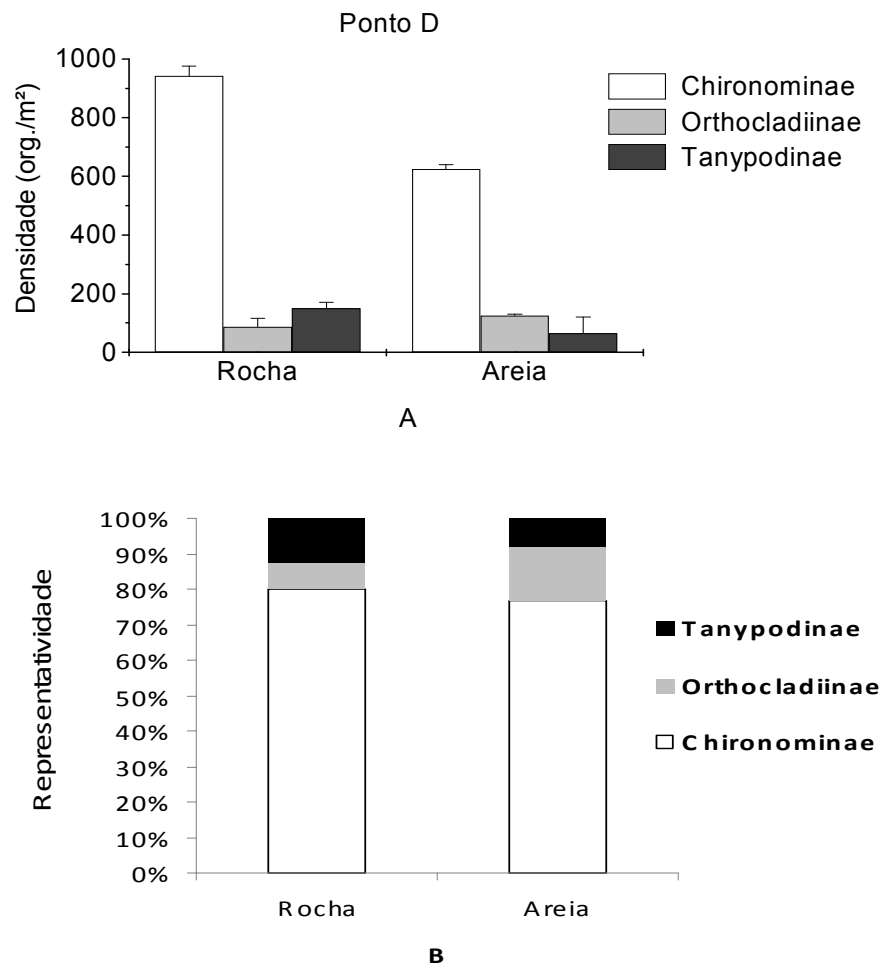 Ponto D
Densidade (org./m²)
1000
800
600
400
200
0
Rocha
Areia
Chironominae
Orthocladiinae
Tanypodinae
A
Representatividade
100%
90%
80%
70%
60%
50%
40%
30%
20%
10%
0%
Rocha
Areia
Tanypodinae
Orthocladiinae
Chironominae
B